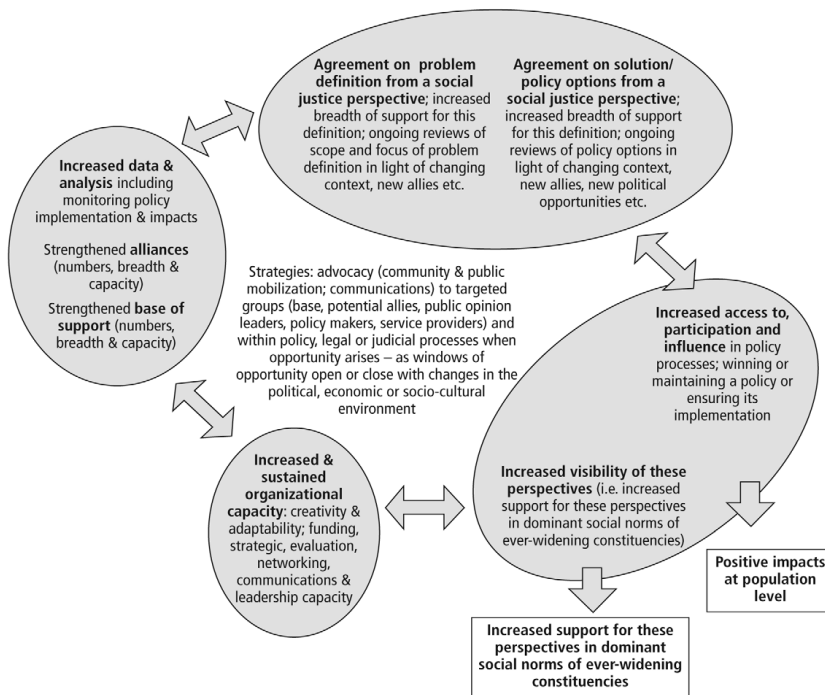 Agreement on problem
definition from a social
justice perspective; increased
breadth of support for this
definition; ongoing reviews of
scope and focus of problem
definition in light of changing
context, new allies etc.
Agreement on solution/
policy options from a
social justice perspective;
increased breadth of support
for this definition; ongoing
reviews of policy options in
light of changing context,
new allies, new political
opportunities etc.
Increased data &
analysis including
monitoring policy
implementation & impacts
Strengthened alliances
(numbers, breadth &
capacity)
Strengthened base of
support (numbers,
breadth & capacity)
Strategies: advocacy (community & public
mobilization; communications) to targeted
groups (base, potential allies, public opinion
leaders, policy makers, service providers) and
within policy, legal or judicial processes when
opportunity arises – as windows of
opportunity open or close with changes in the
political, economic or socio-cultural
environment
Increased access to,
participation and
influence in policy
processes; winning or
maintaining a policy or
ensuring its
implementation
Increased &
sustained
organizational
capacity: creativity &
adaptability; funding,
strategic, evaluation,
networking,
communications &
leadership capacity
Increased visibility of these
perspectives (i.e. increased
support for these perspectives
in dominant social norms of
ever-widening constituencies)
Positive impacts
at population
level
Increased support for these
perspectives in dominant
social norms of ever-widening
constituencies